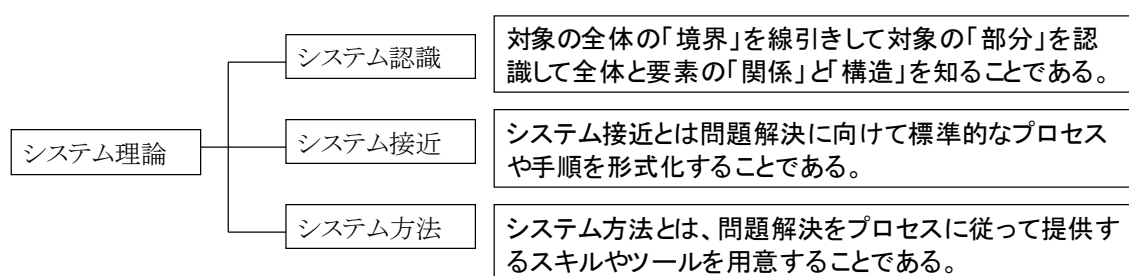 システム認識
対象の全体の「境界」を線引きして対象の「部分」を認
識して全体と要素の「関係」と「構造」を知ることである。
システム理論
システム接近
システム接近とは問題解決に向けて標準的なプロセス
や手順を形式化することである。
システム方法
システム方法とは、問題解決をプロセスに従って提供す
るスキルやツールを用意することである。